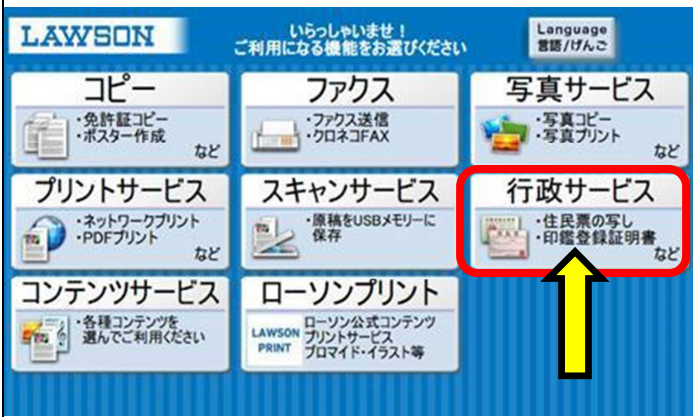 LAWSON
いらっしゃいませ！
ご利用になる機能をお選びください
Language
言語/げんご
コピー
・免許証コピー
・ポスター作成
など
ファクス
・ファクス送信
・クロネコFAX
写真サービス
・写真コピー
・写真プリント
など
プリントサービス
・ネットワークプリント
・PDFプリント
など
スキャンサービス
・原稿をUSBメモリーに
保存
行政サービス
・住民票の写し
・印鑑登録証明書
など
コンテンツサービス
・各種コンテンツを
選んでご利用ください
ローソンプリント
LAWSON
PRINT
ローソン公式コンテンツ
プリントサービス
ブロマイド・イラスト等